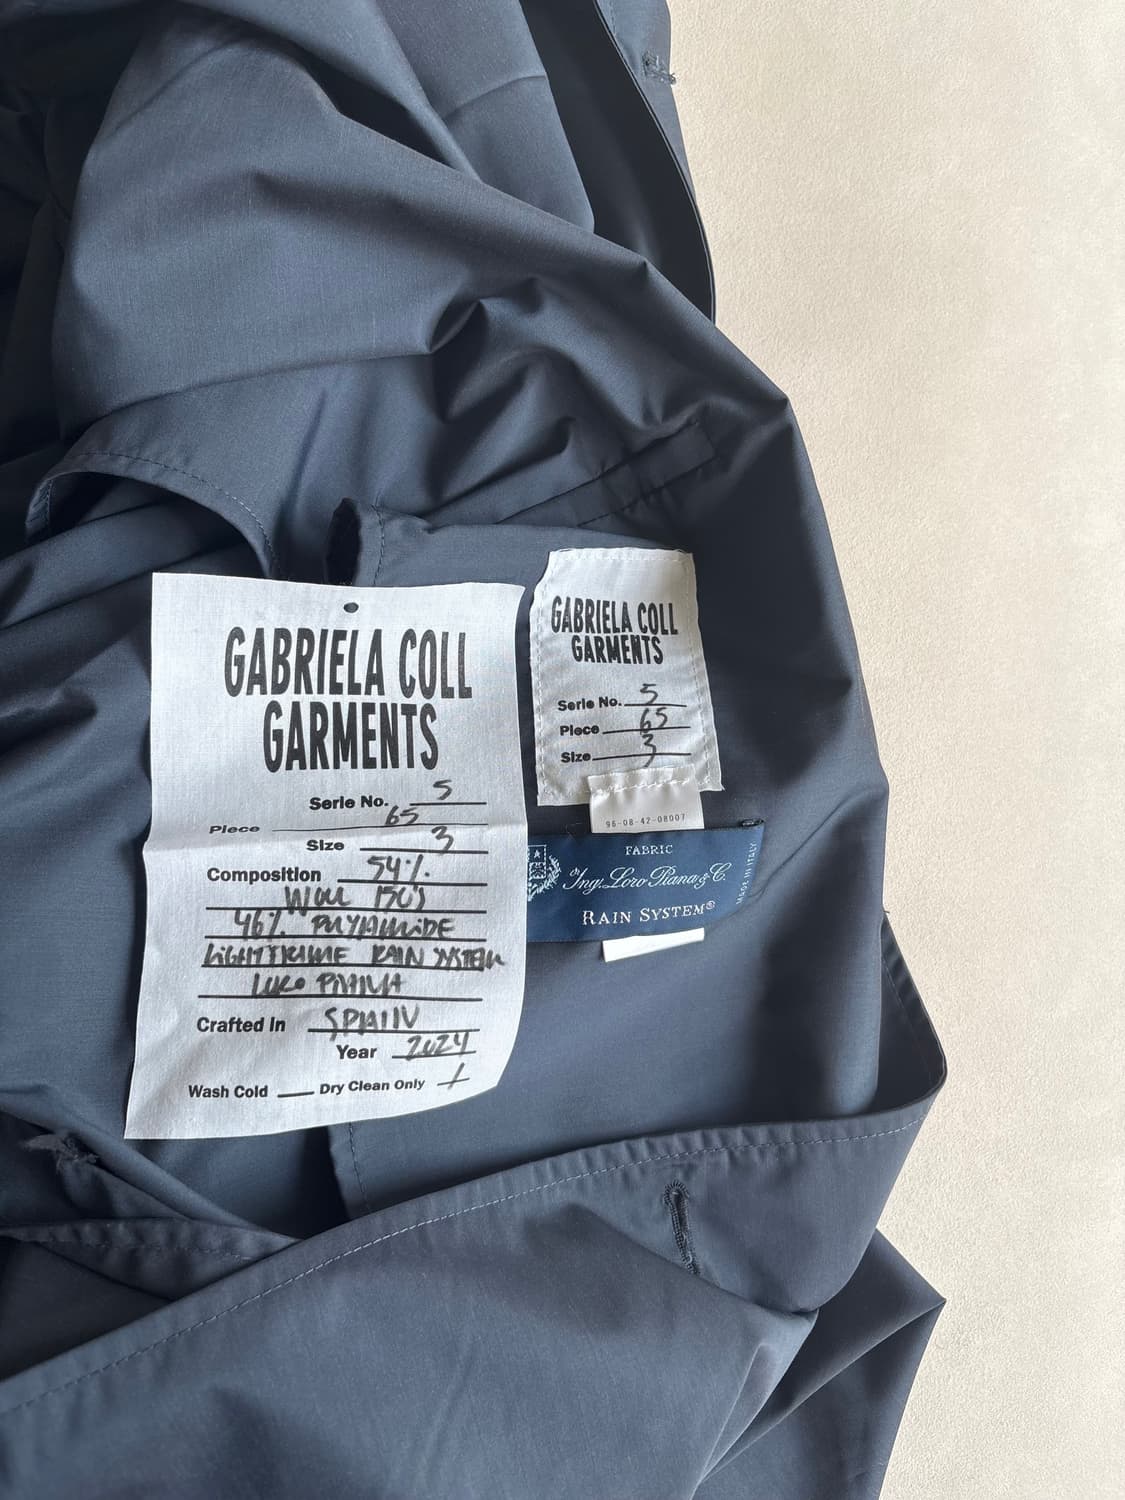 GABRIELA COLL
GARMENTS
Serie No. 5
Piece 65
Size 3
Composition 54%
WOOL 150'S
46% POLYAMIDE
LIGHTTRIME RAIN SYSTEM
LORO PIANA
Crafted in SPAIN
Year 2024
Wash Cold
Dry Clean Only /
GABRIELA COLL
GARMENTS
Serie No. 5
Piece 65
Size 3
96-08-42-08007
FABRIC
Ing. Loro Piana & C.
RAIN SYSTEM®
MADE IN ITALY